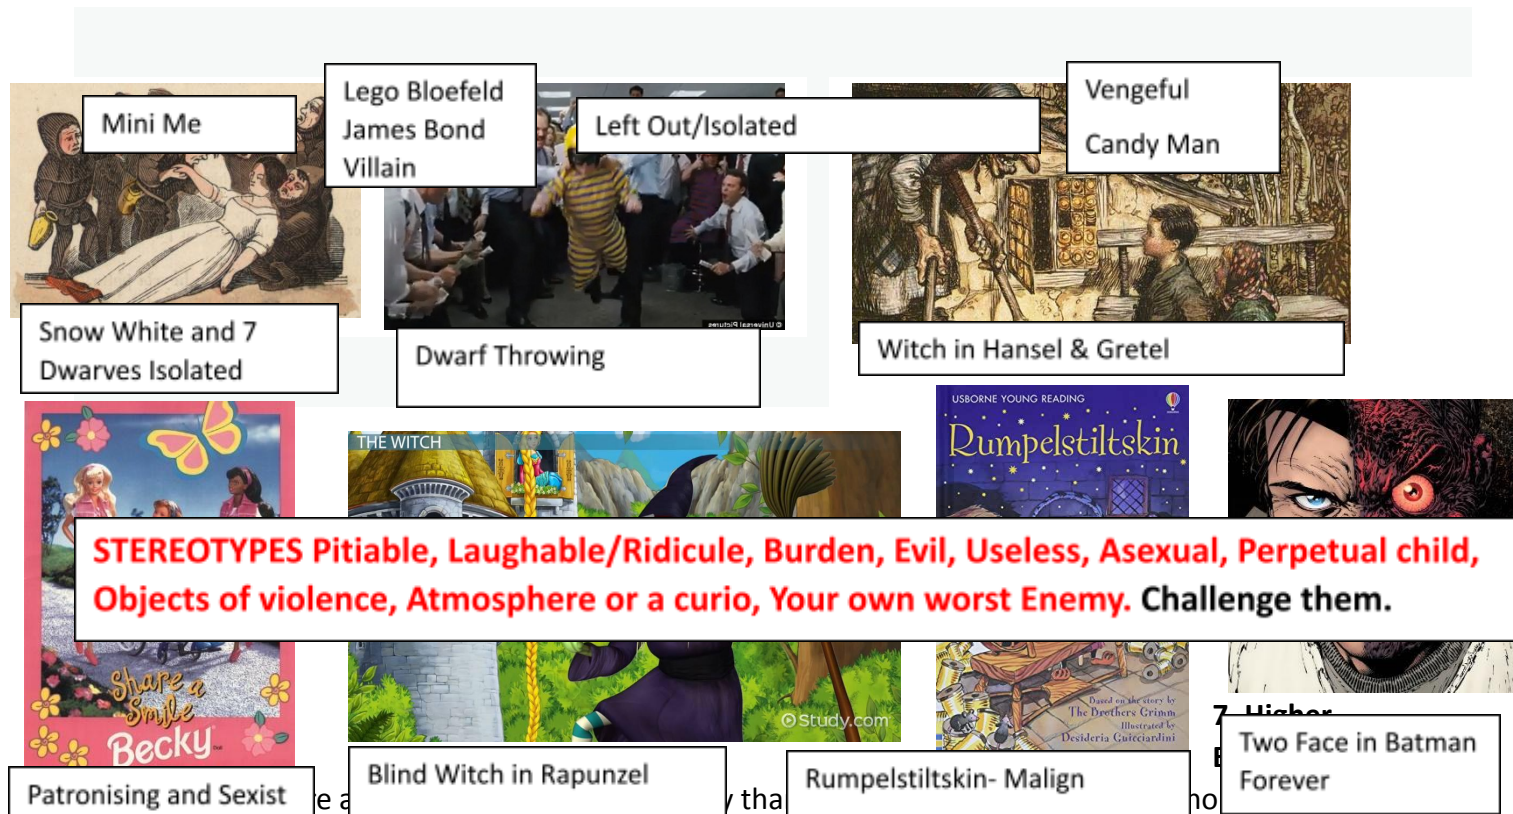 Mini Me
Lego Bloefeld
James Bond
Villain
Left Out/Isolated
Vengeful
Candy Man
Snow White and 7
Dwarves Isolated
© Universal Pictures
Dwarf Throwing
Witch in Hansel & Gretel
THE WITCH
USBORNE YOUNG READING
Rumpelstiltskin
STEREOTYPES Pitiable, Laughable/Ridicule, Burden, Evil, Useless, Asexual, Perpetual child,
Objects of violence, Atmosphere or a curio, Your own worst Enemy. Challenge them.
Share a
Smile
Becky
Study.com
Based on the story by
The Brothers Grimm
Illustrated by
Desideria Guicciardini
7. Higher
Patronising and Sexist
Blind Witch in Rapunzel
Rumpelstiltskin- Malign
Two Face in Batman
Forever